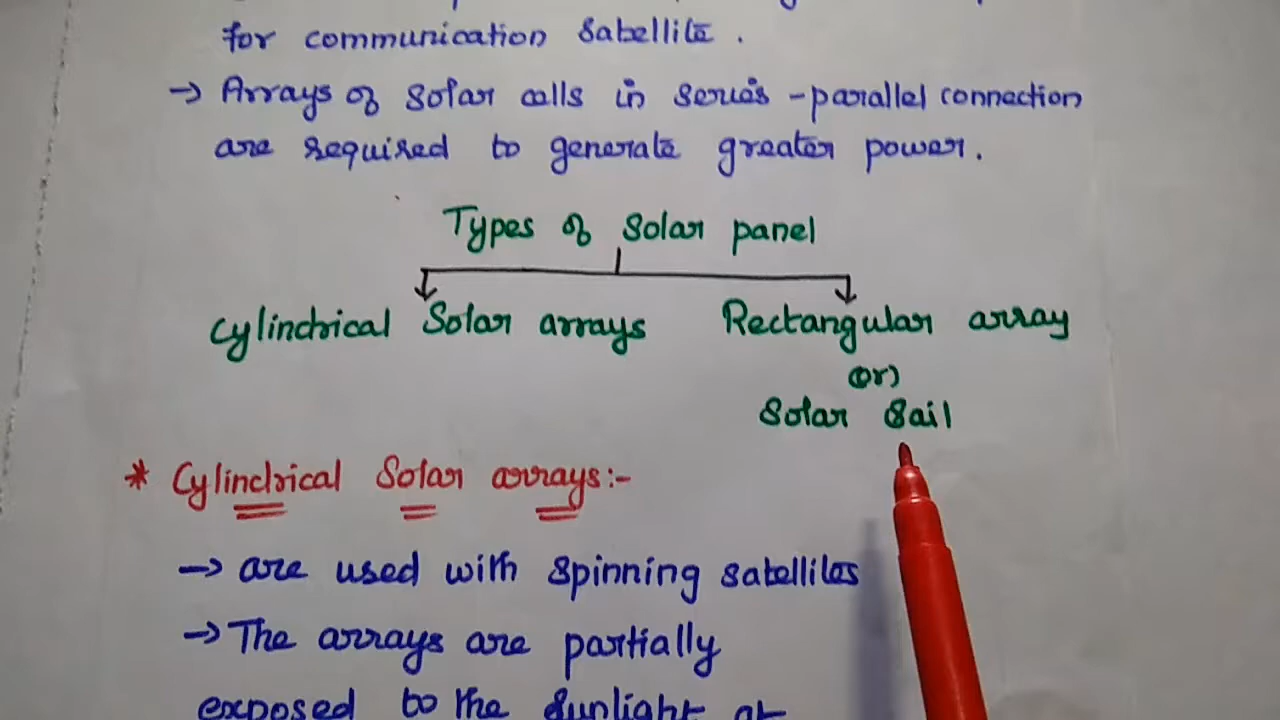 for communication Satellite .
→ Arrays of Solar cells in series - parallel connection
are required to generate greater power.
Types of Solar panel
Cylindrical Solar arrays Rectangular array
(or)
Solar Sail
* Cylindrical Solar arrays:-
→ are used with spinning satellites
→ The arrays are partially
exposed to the sunlight at